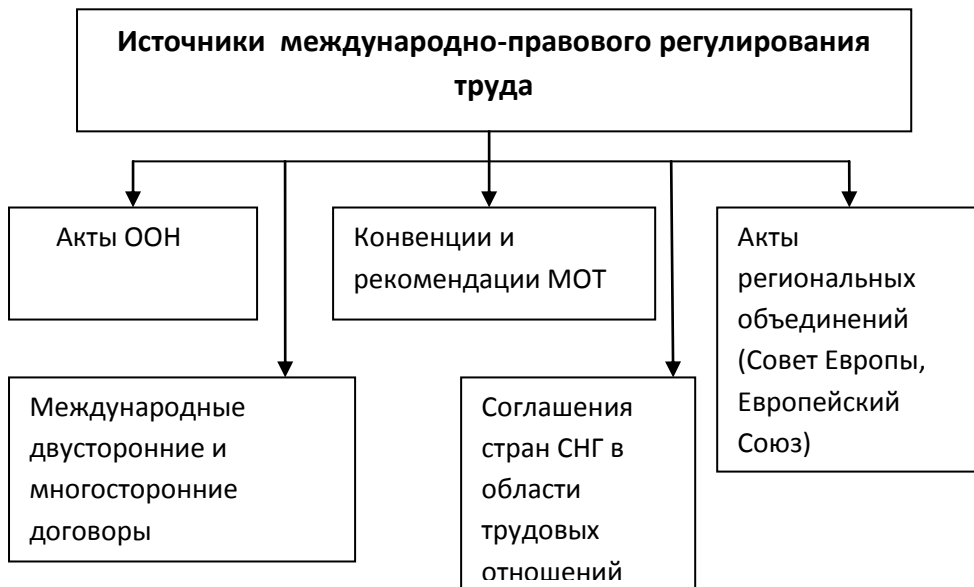 Источники международно-правового регулирования
труда
Акты ООН
Конвенции и
рекомендации МОТ
Акты
региональных
объединений
(Совет Европы,
Европейский
Союз)
Международные
двусторонние и
многосторонние
договоры
Соглашения
стран СНГ в
области
трудовых
отношений